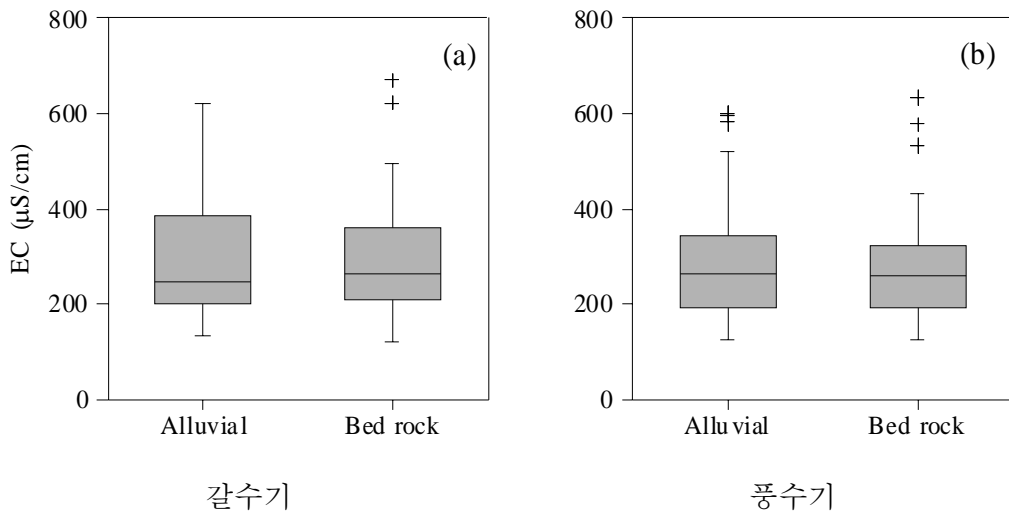 800
(a)
600
400
200
0
EC (μS/cm)
Alluvial
Bed rock
갈수기
800
(b)
600
400
200
0
Alluvial
Bed rock
풍수기